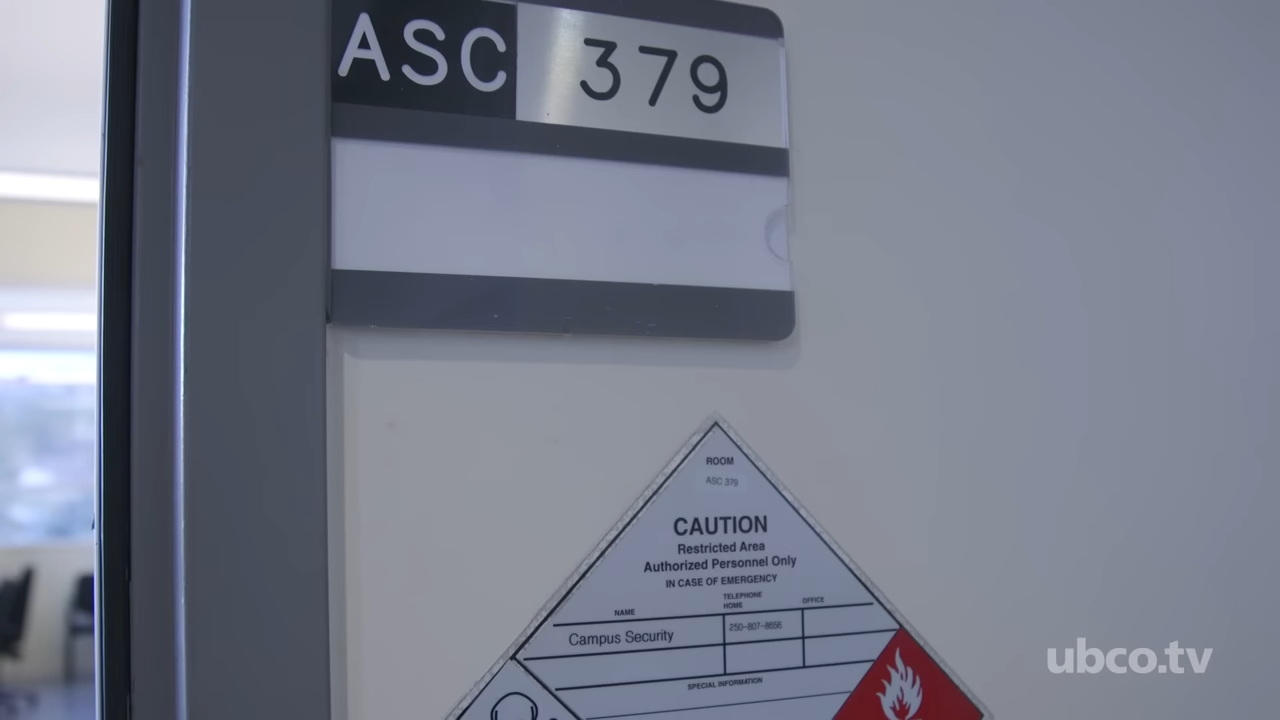 ASC 379
ROOM
ASC 379
CAUTION
Restricted Area
Authorized Personnel Only
IN CASE OF EMERGENCY
NAME TELEPHONE HOME OFFICE
Campus Security 250-807-8656
SPECIAL INFORMATION
ubco.tv